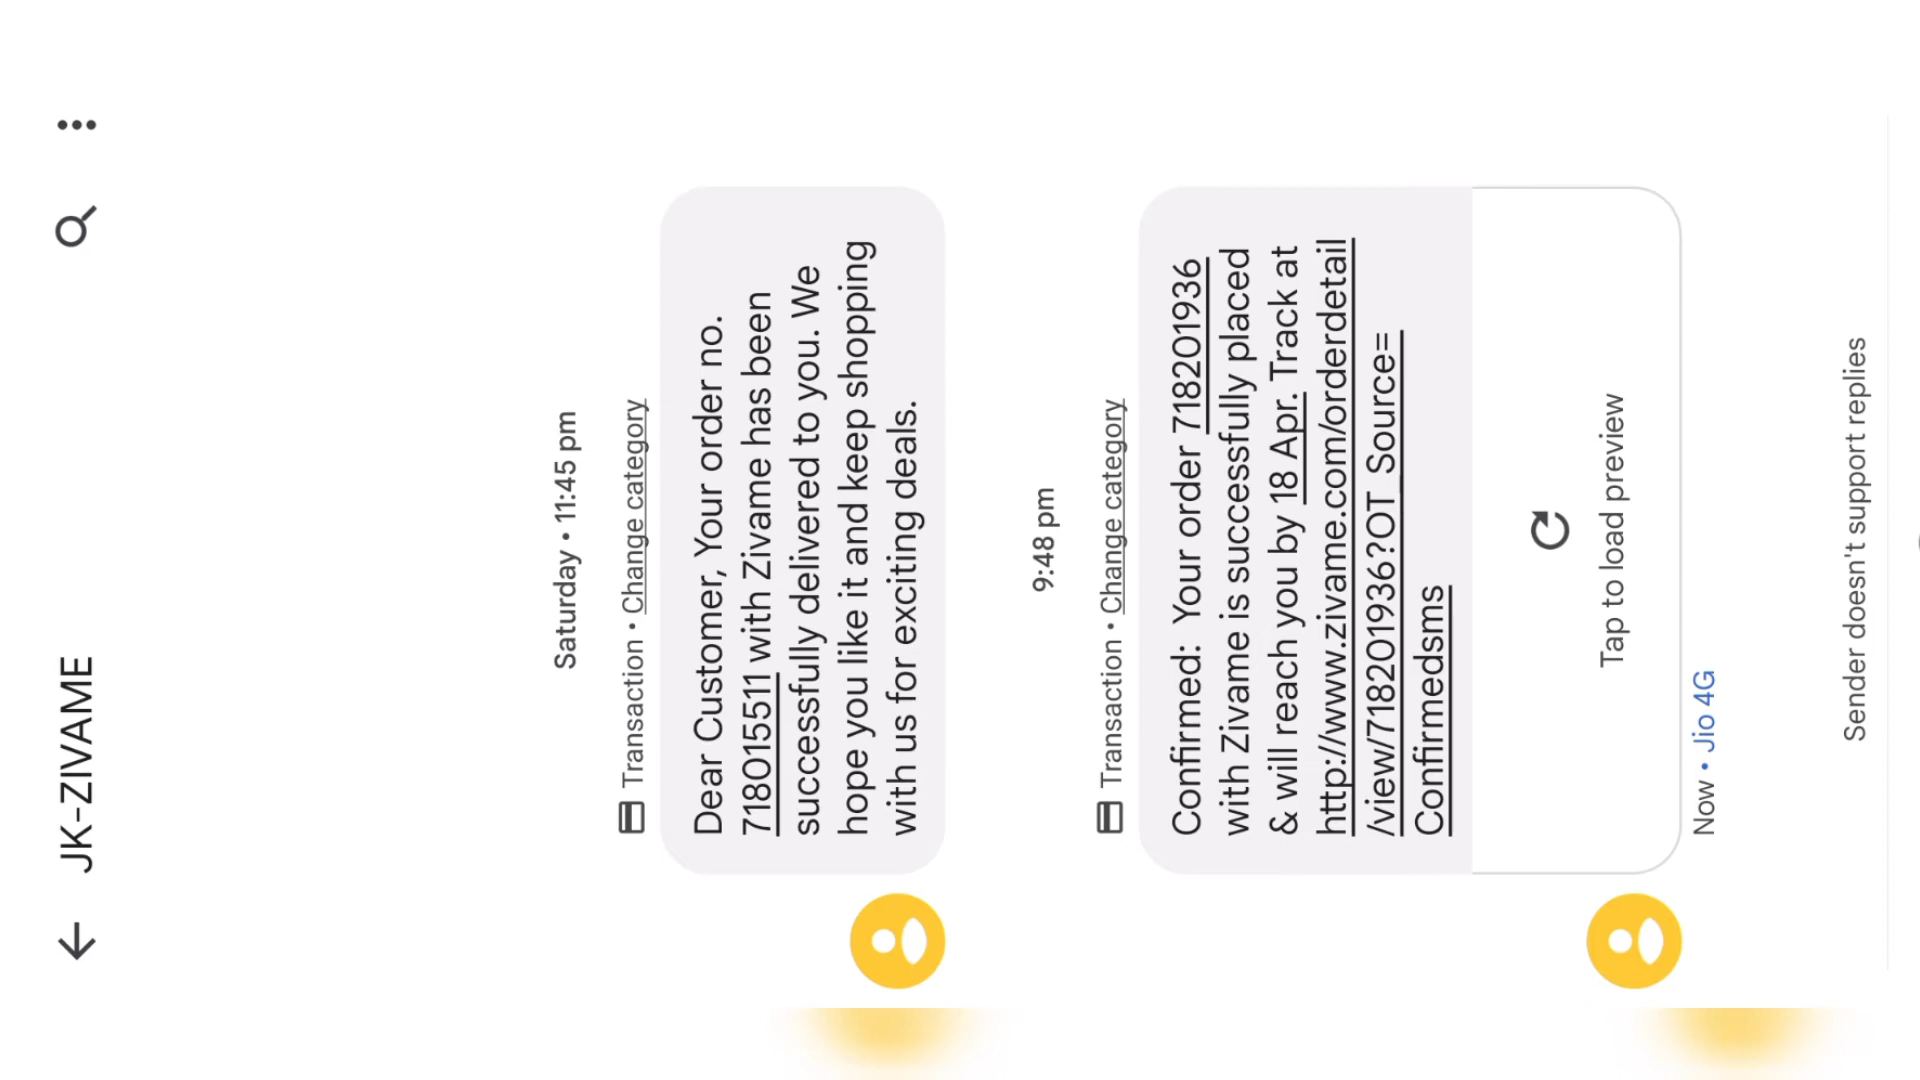 JK-ZIVAME
Saturday • 11:45 pm
Transaction • Change category
Dear Customer, Your order no.
718015511 with Zivame has been
successfully delivered to you. We
hope you like it and keep shopping
with us for exciting deals.
9:48 pm
Transaction • Change category
Confirmed:  Your order 718201936
with Zivame is successfully placed
& will reach you by 18 Apr. Track at
http://www.zivame.com/orderdetail
/view/718201936?OT_Source=
Confirmedsms
Tap to load preview
Now • Jio 4G
Sender doesn't support replies